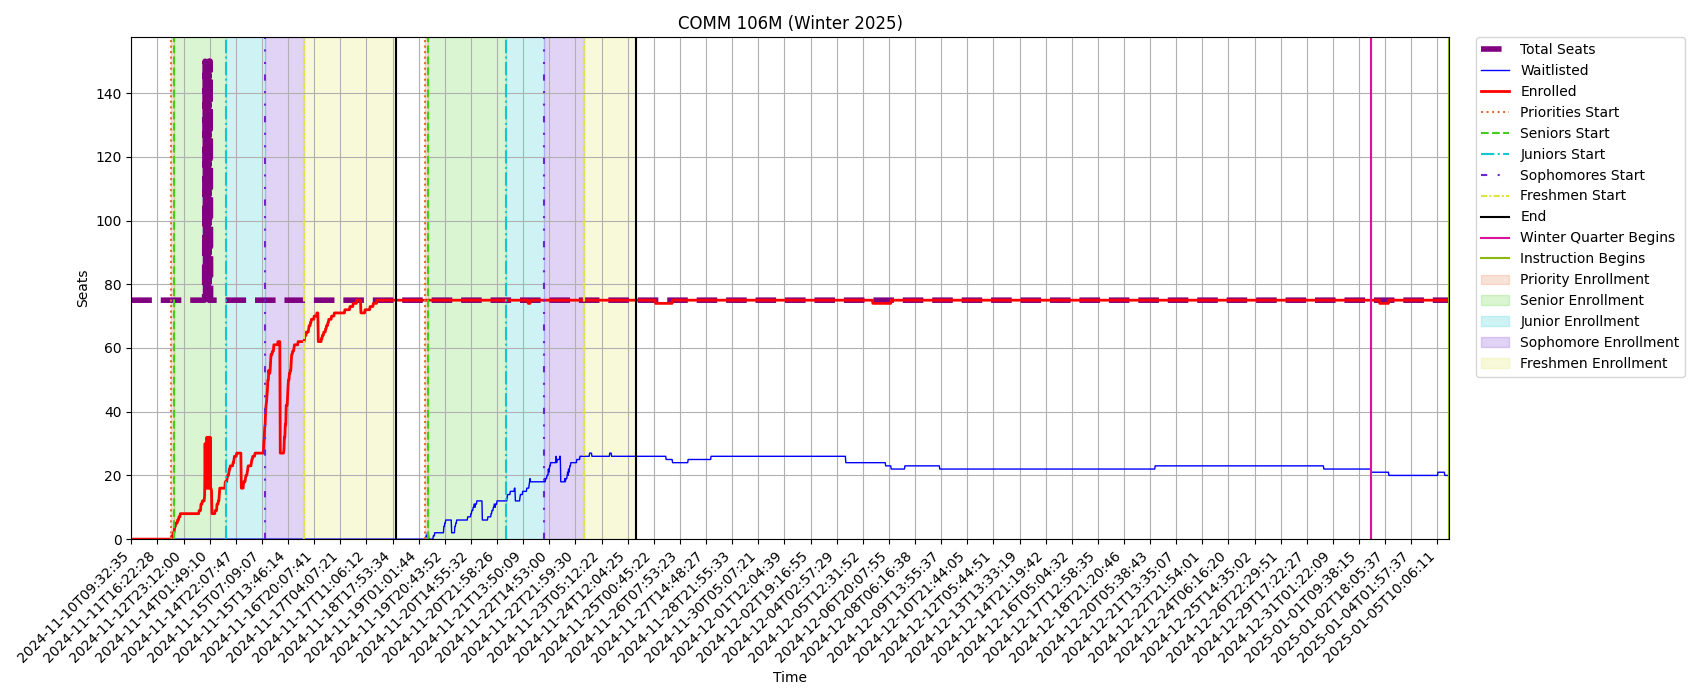 COMM 106M (Winter 2025)
Seats
140
120
100
80
60
40
20
0
2024-11-10T09:32:35
2024-11-11T16:22:28
2024-11-12T23:12:00
2024-11-14T01:49:10
2024-11-14T22:07:47
2024-11-15T07:09:07
2024-11-15T13:46:14
2024-11-16T20:07:41
2024-11-17T04:07:21
2024-11-17T11:06:12
2024-11-18T17:53:34
2024-11-19T01:01:44
2024-11-19T20:43:52
2024-11-20T14:55:32
2024-11-20T21:58:26
2024-11-21T13:50:09
2024-11-22T14:53:00
2024-11-22T21:59:30
2024-11-23T05:12:22
2024-11-24T12:04:25
2024-11-25T00:45:22
2024-11-26T07:53:23
2024-11-27T14:48:27
2024-11-28T21:55:33
2024-11-30T05:07:21
2024-12-01T12:04:39
2024-12-02T19:16:55
2024-12-04T02:57:29
2024-12-05T12:31:52
2024-12-06T20:07:55
2024-12-08T06:16:38
2024-12-09T13:55:37
2024-12-10T21:44:05
2024-12-12T05:44:51
2024-12-13T13:33:19
2024-12-14T21:19:42
2024-12-16T05:04:32
2024-12-17T12:58:35
2024-12-18T21:20:46
2024-12-20T05:38:43
2024-12-21T13:35:07
2024-12-22T21:54:01
2024-12-24T06:16:20
2024-12-25T14:35:02
2024-12-26T22:29:51
2024-12-29T17:22:27
2024-12-31T01:22:09
2025-01-01T09:38:15
2025-01-02T18:05:37
2025-01-04T01:57:37
2025-01-05T10:06:11
Time
Total Seats
Waitlisted
Enrolled
Priorities Start
Seniors Start
Juniors Start
Sophomores Start
Freshmen Start
End
Winter Quarter Begins
Instruction Begins
Priority Enrollment
Senior Enrollment
Junior Enrollment
Sophomore Enrollment
Freshmen Enrollment